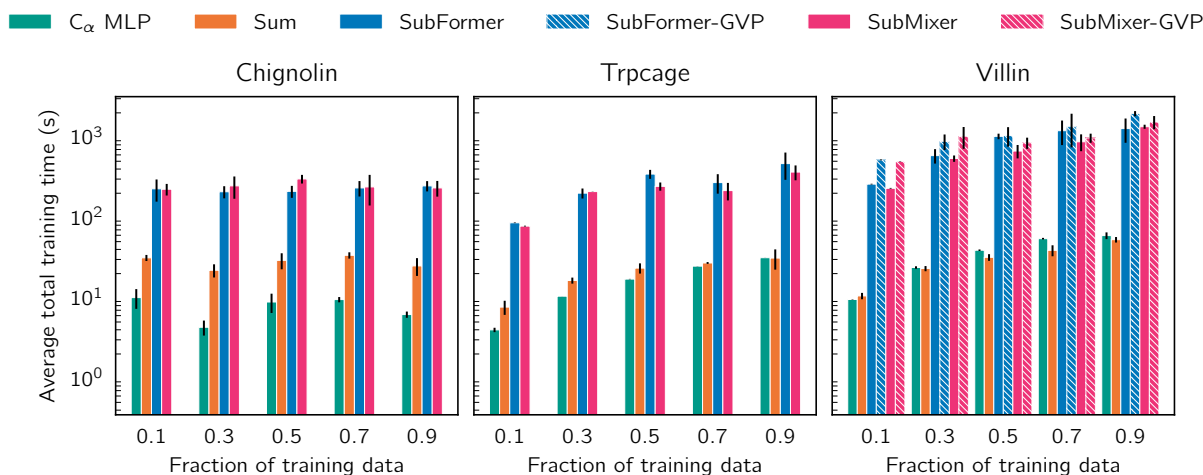 Cα MLP Sum SubFormer SubFormer-GVP SubMixer SubMixer-GVP
Chignolin Trpcage Villin
Average total training time (s)
10³
10²
10¹
10⁰
0.1 0.3 0.5 0.7 0.9 0.1 0.3 0.5 0.7 0.9 0.1 0.3 0.5 0.7 0.9
Fraction of training data Fraction of training data Fraction of training data